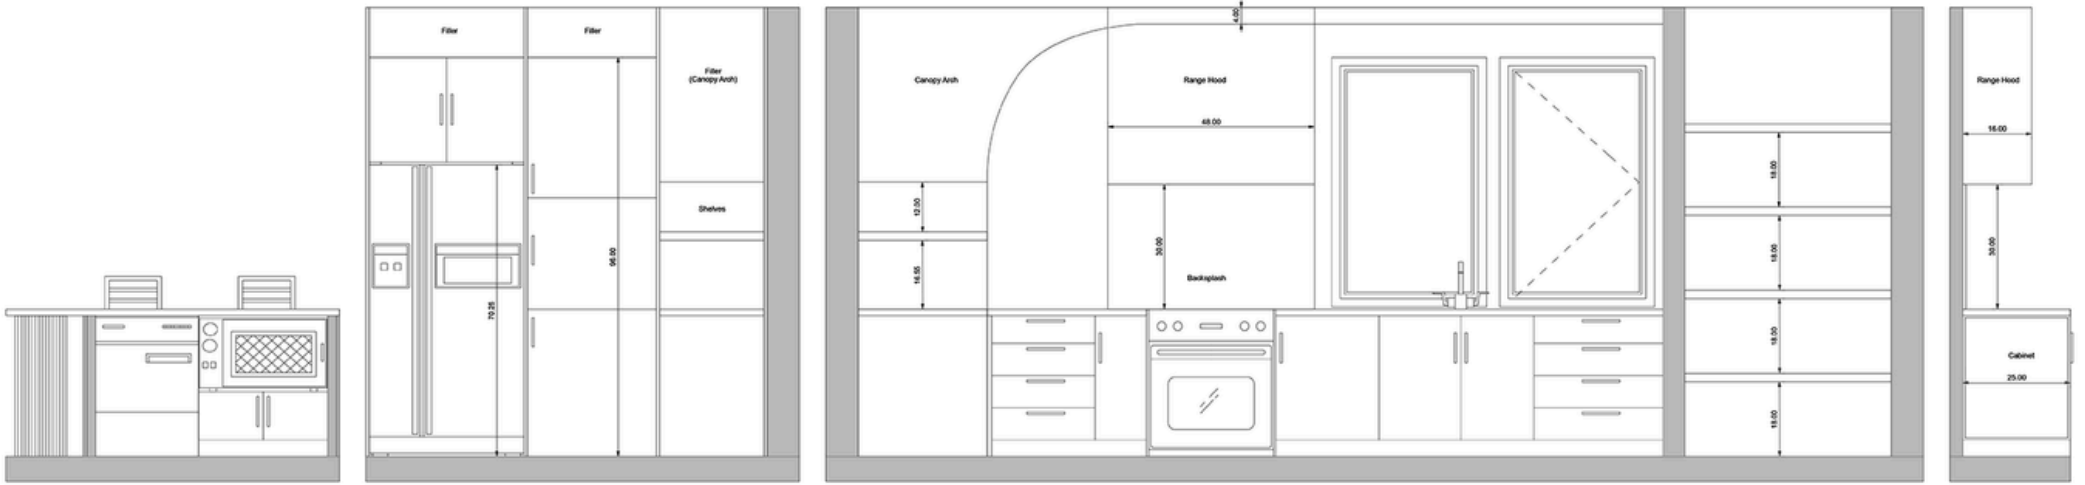 Filler
Filler
Filler
(Canopy Arch)
Shelves
70.25
96.00
Canopy Arch
12.00
16.55
4.00
Range Hood
48.00
30.00
Backsplash
18.00
18.00
18.00
18.00
Range Hood
16.00
30.00
Cabinet
25.00